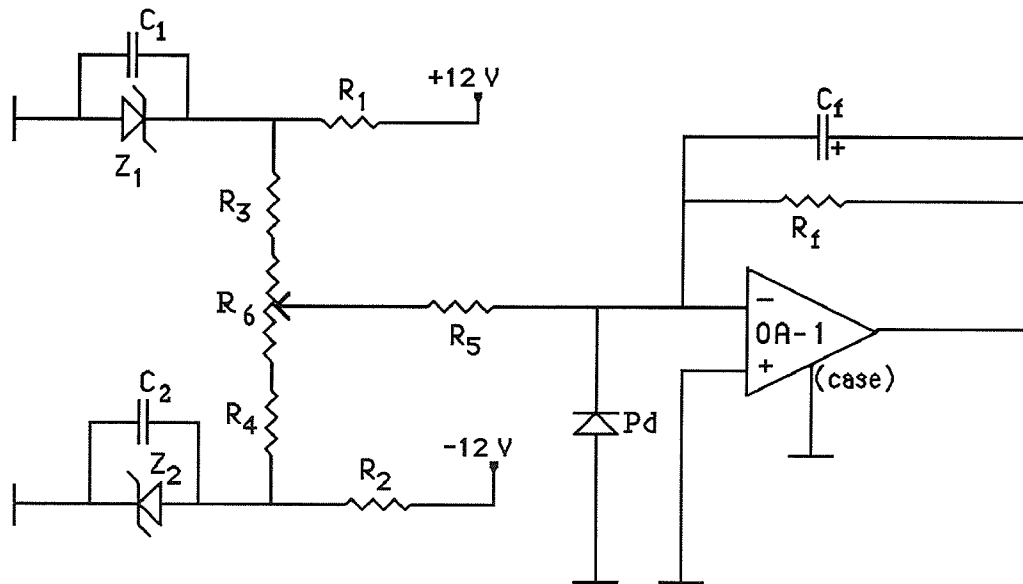 C1
+12 V
R1
Z1
Cf
+
R3
Rf
R6
R5
−
OA-1
+
(case)
C2
R4
Pd
Z2
-12 V
R2